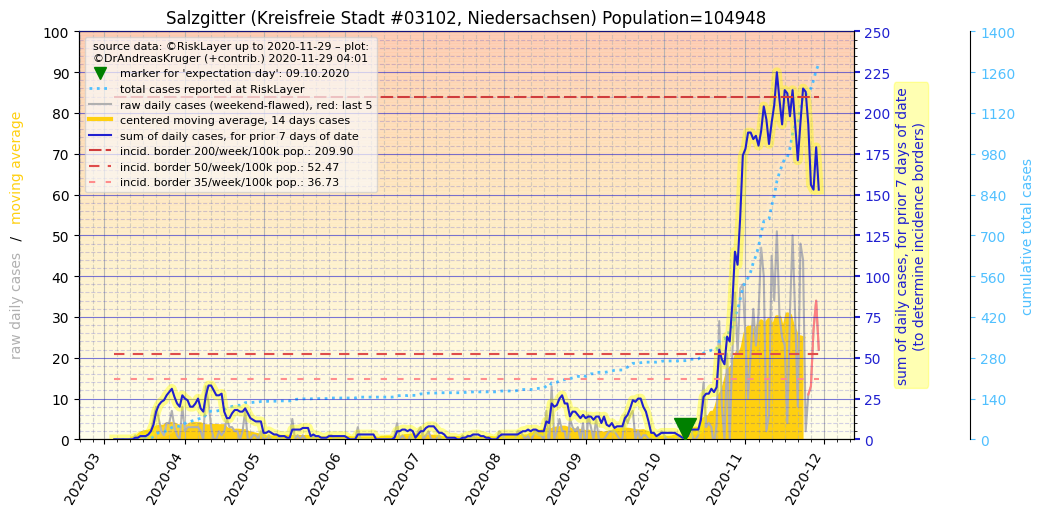 Salzgitter (Kreisfreie Stadt #03102, Niedersachsen) Population=104948
source data: ©RiskLayer up to 2020-11-29 – plot:
©DrAndreasKruger (+contrib.) 2020-11-29 04:01
marker for 'expectation day': 09.10.2020
total cases reported at RiskLayer
raw daily cases (weekend-flawed), red: last 5
centered moving average, 14 days cases
sum of daily cases, for prior 7 days of date
incid. border 200/week/100k pop.: 209.90
incid. border 50/week/100k pop.: 52.47
incid. border 35/week/100k pop.: 36.73
raw daily cases / moving average
100
90
80
70
60
50
40
30
20
10
0
2020-03
2020-04
2020-05
2020-06
2020-07
2020-08
2020-09
2020-10
2020-11
2020-12
250
225
200
175
150
125
100
75
50
25
0
sum of daily cases, for prior 7 days of date
(to determine incidence borders)
1400
1260
1120
980
840
700
560
420
280
140
0
cumulative total cases